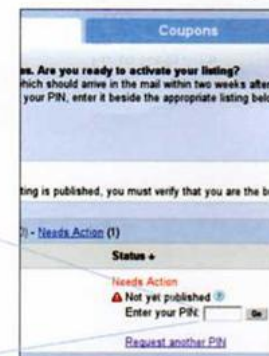 Coupons
es. Are you ready to activate your listing?
hich should arrive in the mail within two weeks after
your PIN, enter it beside the appropriate listing belo
ting is published, you must verify that you are the b
0) - Needs Action (1)
Status
Needs Action
Not yet published ?
Enter your PIN: Go
Request another PIN